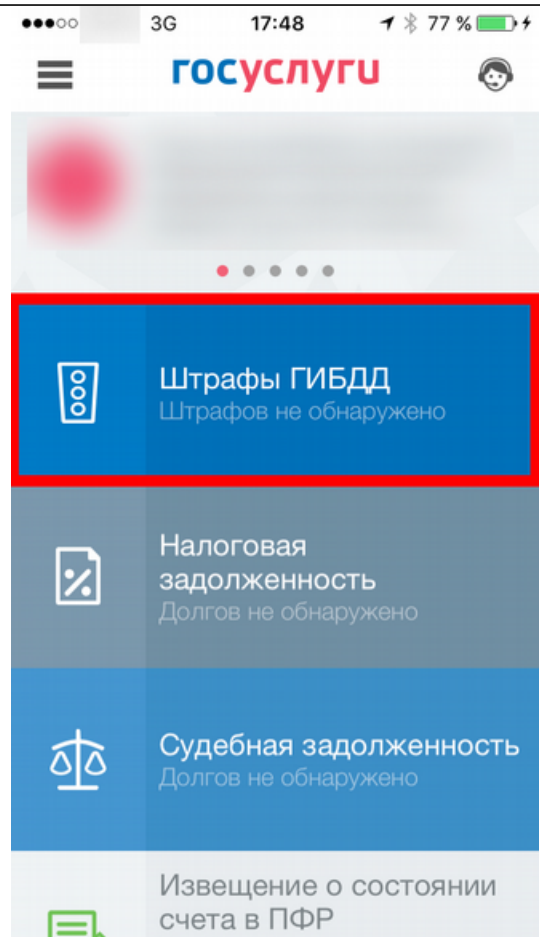 3G 17:48 77 %
госуслуги
Штрафы ГИБДД
Штрафов не обнаружено
Налоговая
задолженность
Долгов не обнаружено
Судебная задолженность
Долгов не обнаружено
Извещение о состоянии
счета в ПФР